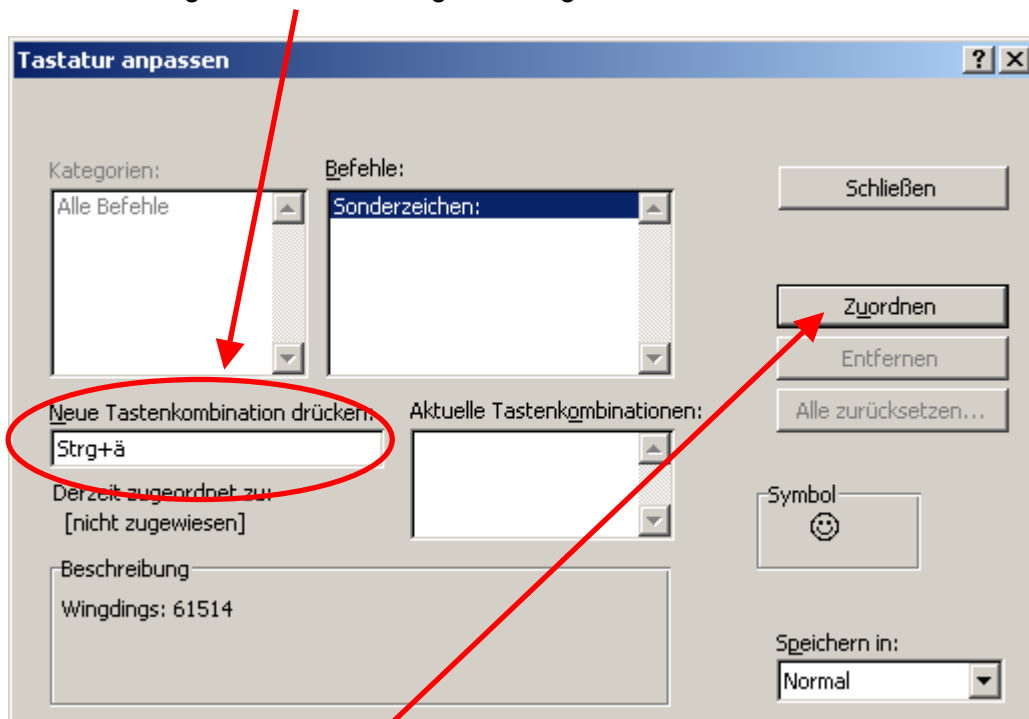 Tastatur anpassen
Kategorien:
Befehle:
Alle Befehle
Sonderzeichen:
Schließen
Zuordnen
Entfernen
Alle zurücksetzen...
Neue Tastenkombination drücken:
Aktuelle Tastenkombinationen:
Strg+ä
Derzeit zugeordnet zu:
[nicht zugewiesen]
Symbol
Beschreibung
Wingdings: 61514
Speichern in:
Normal